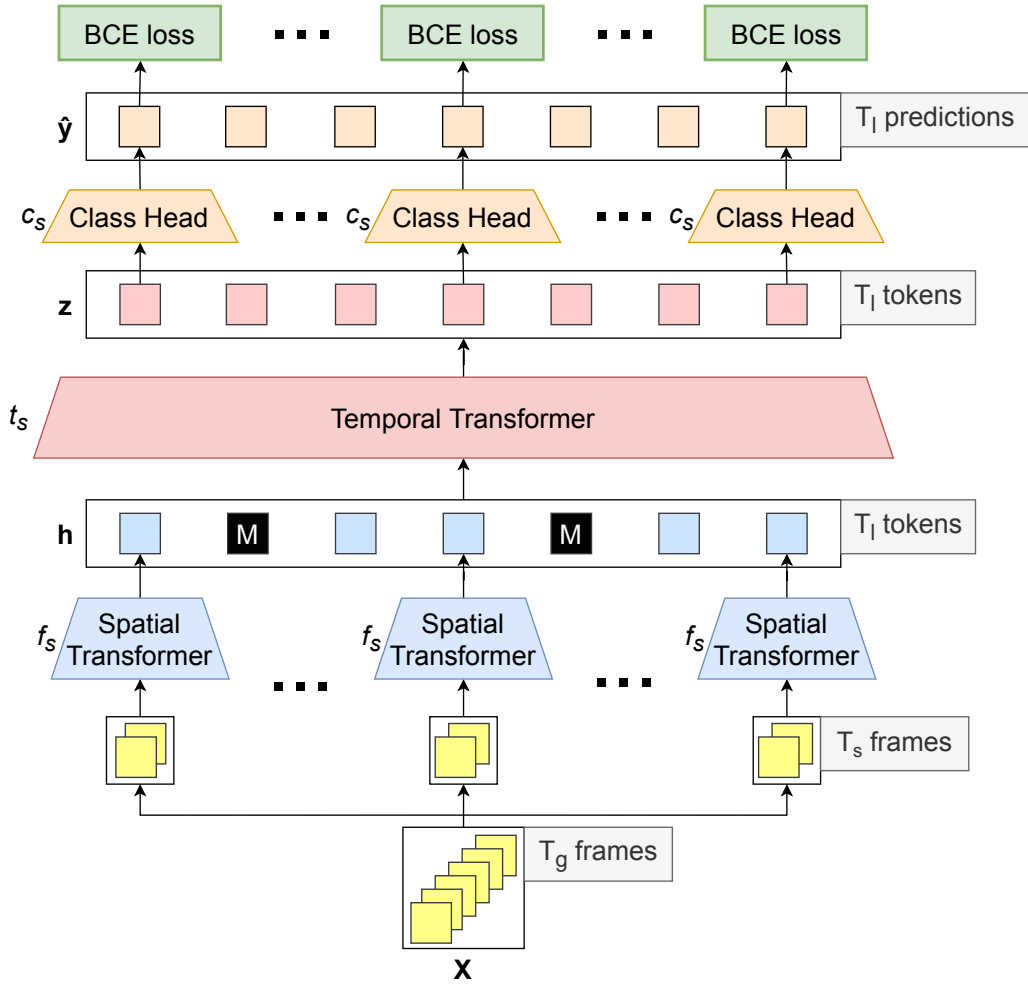 BCE loss
BCE loss
BCE loss
ŷ
T_l predictions
c_s
Class Head
c_s
Class Head
c_s
Class Head
z
T_l tokens
t_s
Temporal Transformer
h
M
M
T_l tokens
f_s
Spatial
Transformer
f_s
Spatial
Transformer
f_s
Spatial
Transformer
T_s frames
T_g frames
X